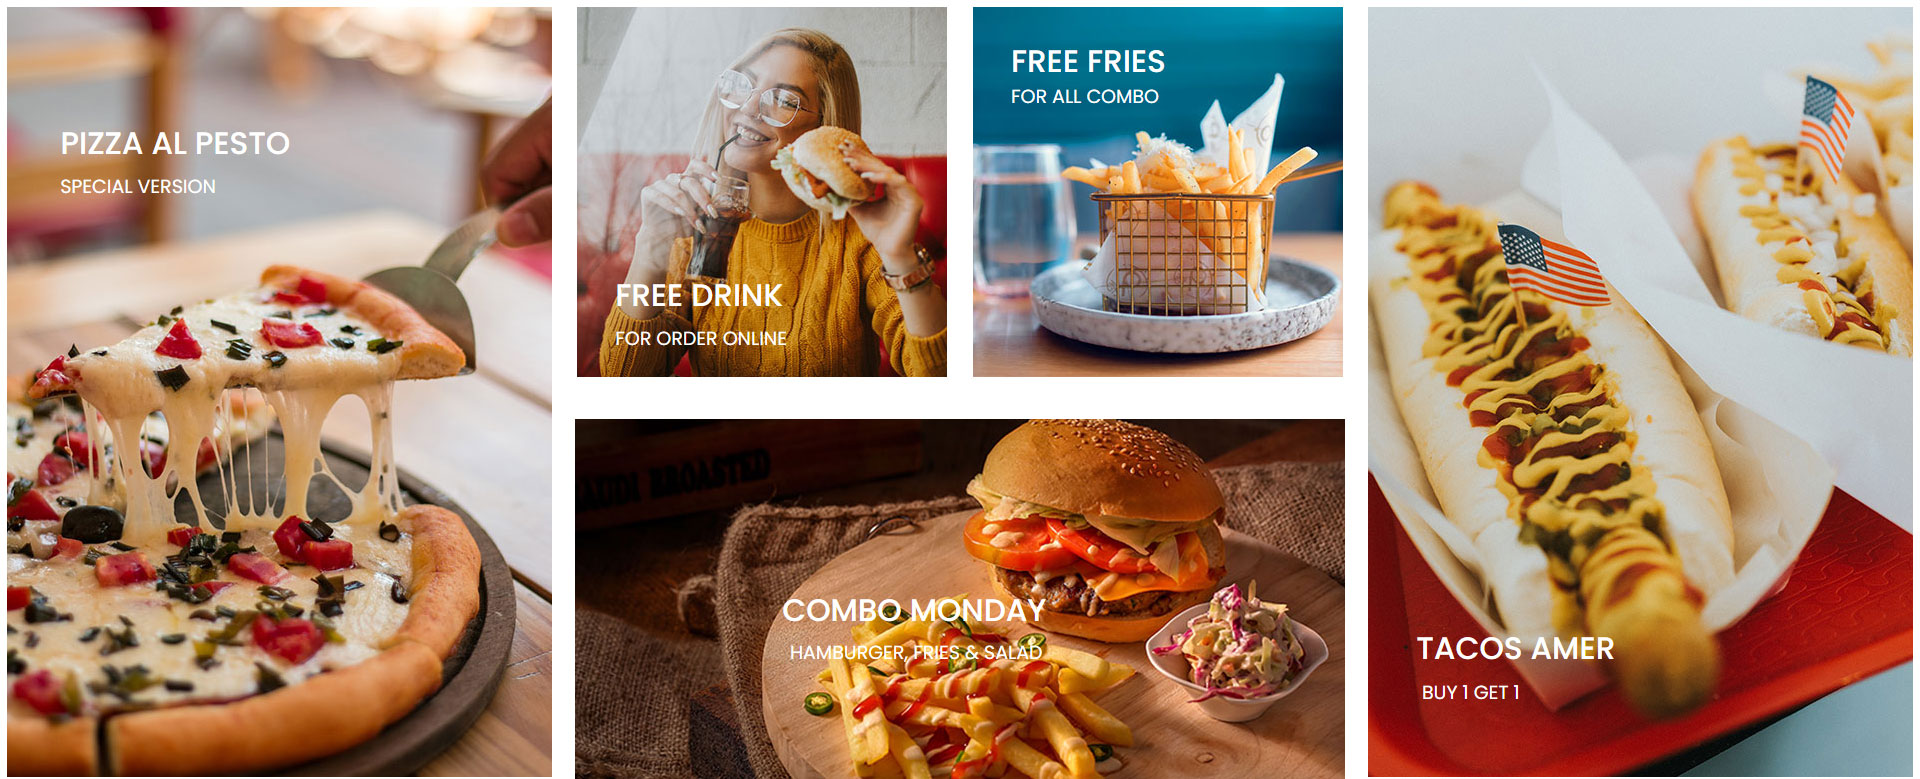 PIZZA AL PESTO
SPECIAL VERSION
FREE DRINK
FOR ORDER ONLINE
FREE FRIES
FOR ALL COMBO
COMBO MONDAY
HAMBURGER, FRIES & SALAD
TACOS AMER
BUY 1 GET 1